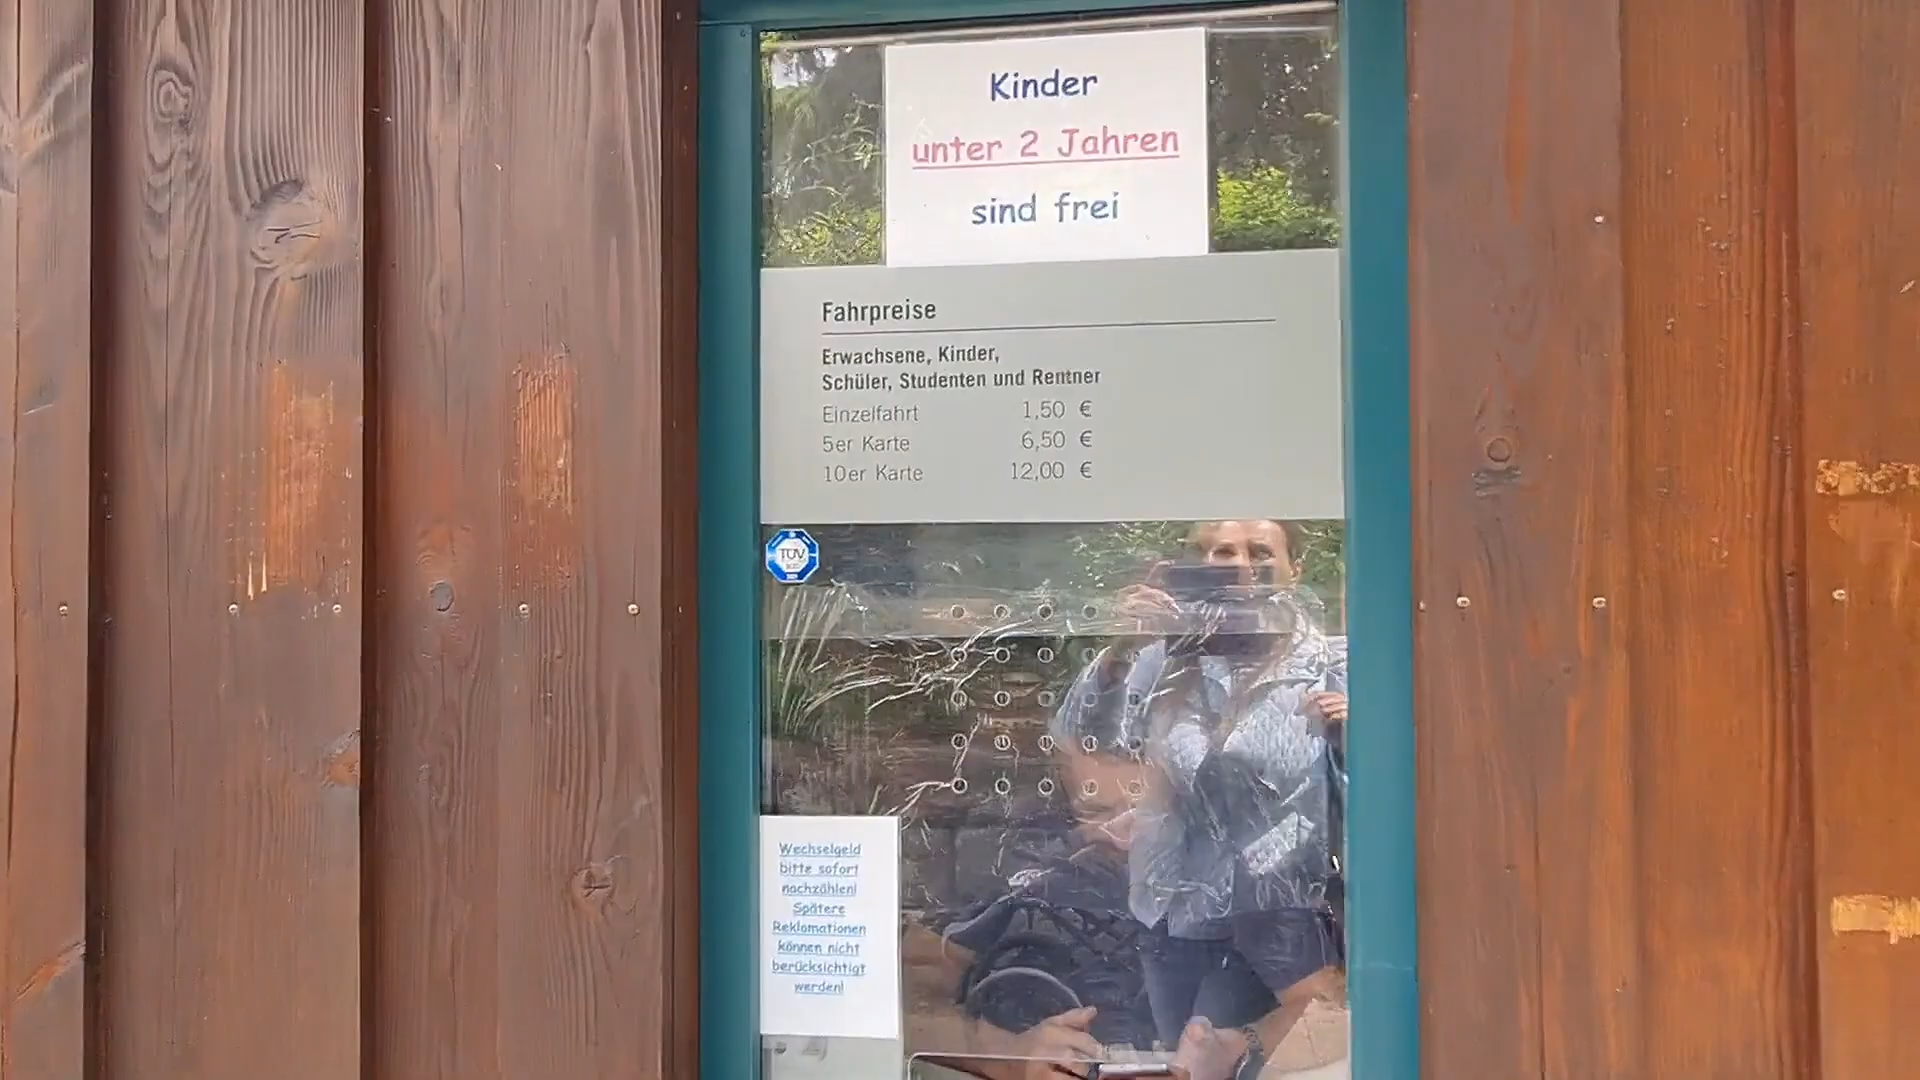 Kinder
unter 2 Jahren
sind frei
Fahrpreise
Erwachsene, Kinder,
Schüler, Studenten und Rentner
Einzelfahrt 1,50 €
5er Karte 6,50 €
10er Karte 12,00 €
TÜV
Wechselgeld
bitte sofort
nachzählen!
Spätere
Reklamationen
können nicht
berücksichtigt
werden!